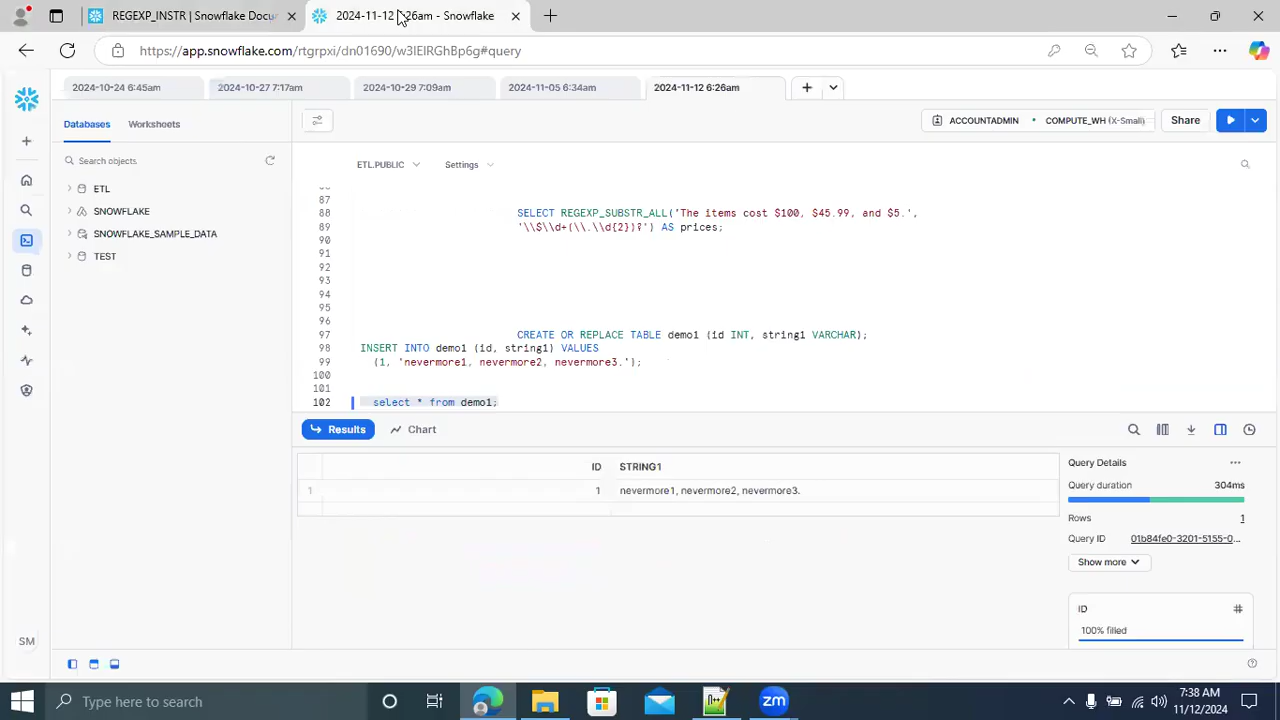 REGEXP_INSTR | Snowflake Docu
2024-11-12 6:26am - Snowflake
https://app.snowflake.com/rtgrpxi/dn01690/w3IEIRGhBp6g#query
2024-10-24 6:45am
2024-10-27 7:17am
2024-10-29 7:09am
2024-11-05 6:34am
2024-11-12 6:26am
Databases
Worksheets
ACCOUNTADMIN
COMPUTE_WH (X-Small)
Share
Search objects
ETL.PUBLIC
Settings
ETL
SNOWFLAKE
SNOWFLAKE_SAMPLE_DATA
TEST
87
88 SELECT REGEXP_SUBSTR_ALL('The items cost $100, $45.99, and $5.',
89 '\\$\\d+(\\.\\d{2})?') AS prices;
90
91
92
93
94
95
96
97 CREATE OR REPLACE TABLE demo1 (id INT, string1 VARCHAR);
98 INSERT INTO demo1 (id, string1) VALUES
99 (1, 'nevermore1, nevermore2, nevermore3.');
100
101
102 select * from demo1;
Results
Chart
ID STRING1
1 1 nevermore1, nevermore2, nevermore3.
Query Details
Query duration 304ms
Rows 1
Query ID 01b84fe0-3201-5155-0...
Show more
ID
100% filled
SM
Type here to search
7:38 AM
11/12/2024